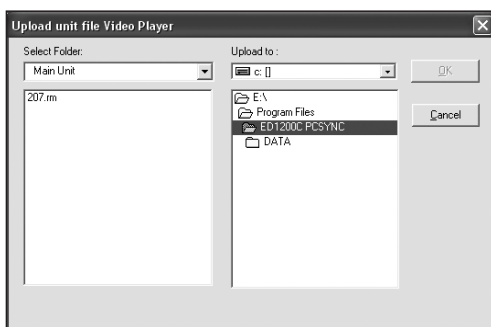 Upload unit file Video Player
Select Folder:
Main Unit
207.rm
Upload to :
c: []
E:\
Program Files
ED1200C PCSYNC
DATA
OK
Cancel